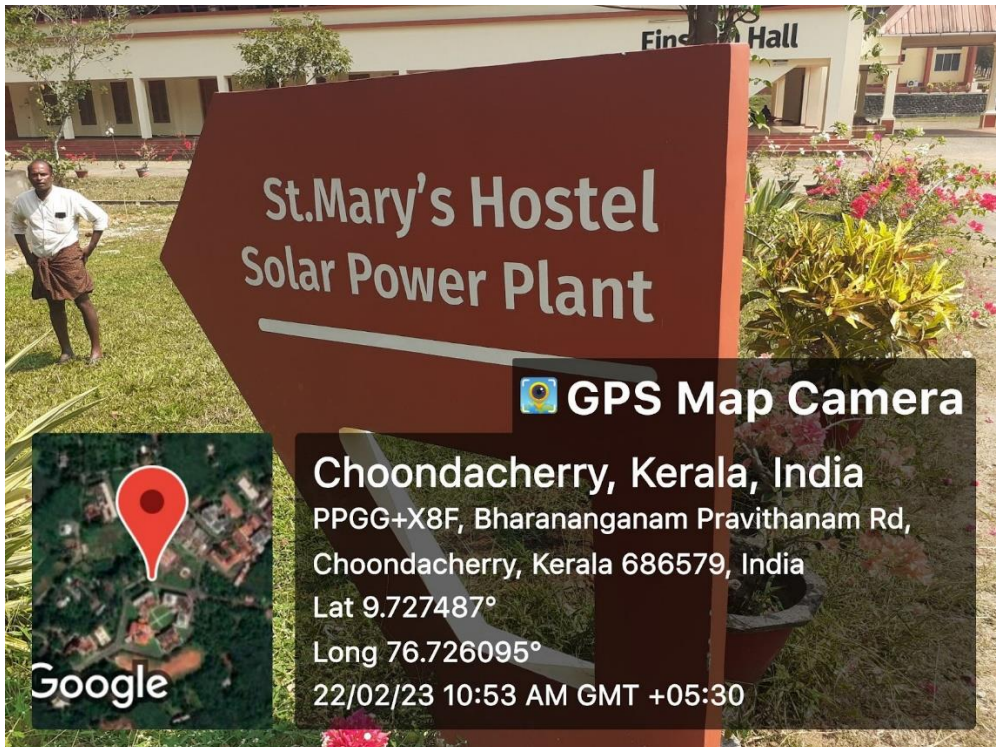 Einstein Hall
St.Mary's Hostel
Solar Power Plant
GPS Map Camera
Choondacherry, Kerala, India
PPGG+X8F, Bharananganam Pravithanam Rd,
Choondacherry, Kerala 686579, India
Lat 9.727487°
Long 76.726095°
22/02/23 10:53 AM GMT +05:30
Google